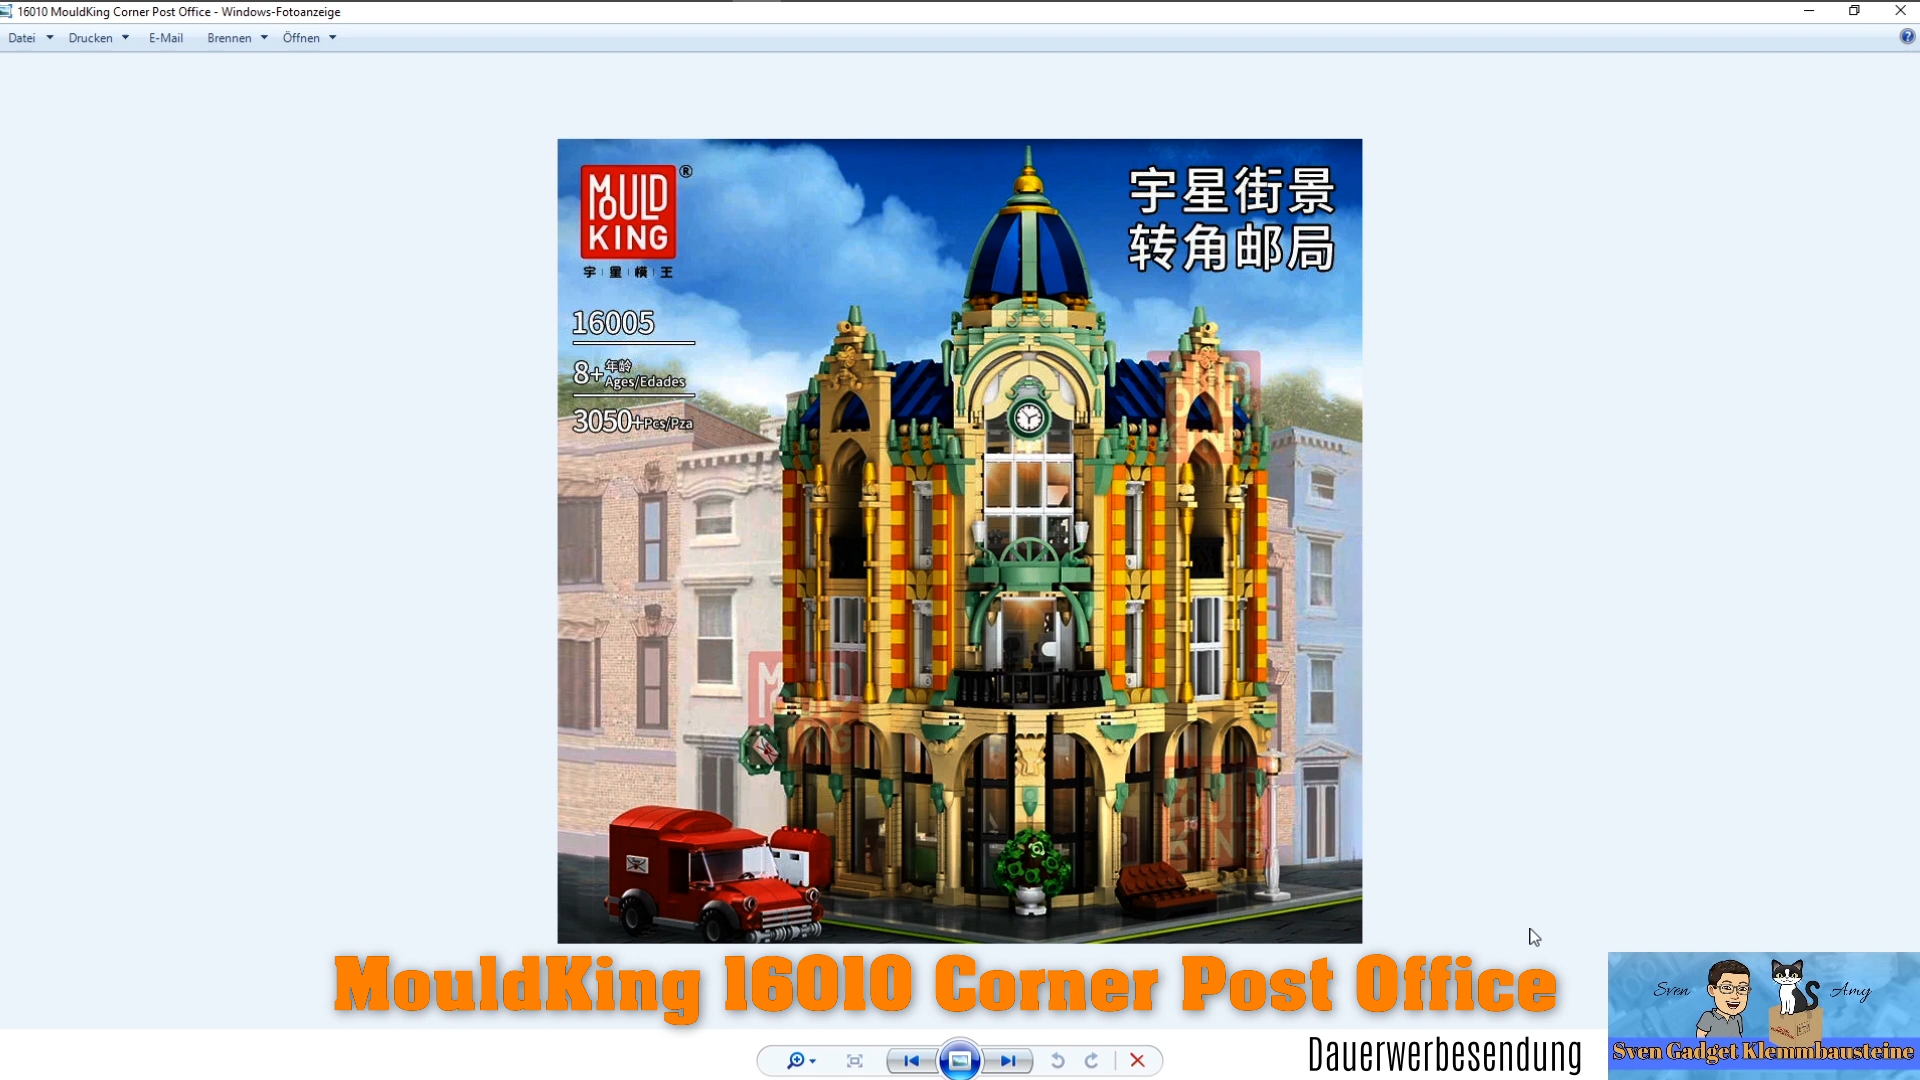 16010 MouldKing Corner Post Office - Windows-Fotoanzeige
Datei Drucken E-Mail Brennen Öffnen
MOULD
KING
®
宇星模王
宇星街景
转角邮局
16005
8+ 年龄
Ages/Edades
3050+Pcs/Pza
MOULD
KING
MouldKing 16010 Corner Post Office
Dauerwerbesendung
Sven Amy
Sven Gadget Klemmbausteine